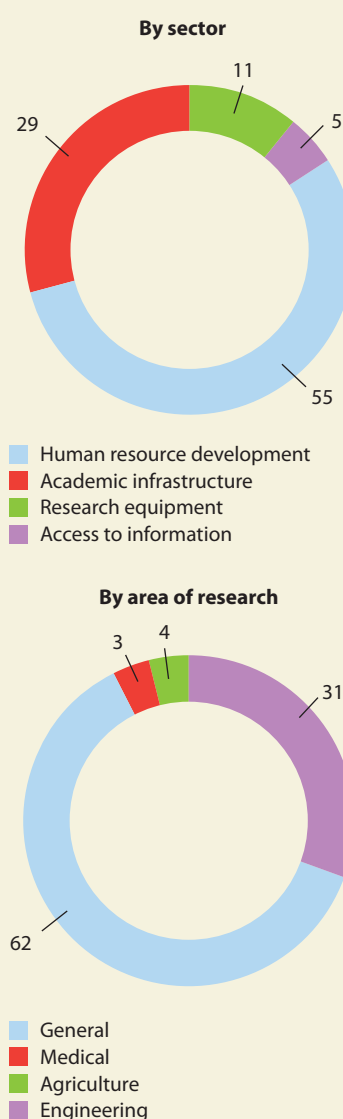 By sector
11
5
29
55
Human resource development
Academic infrastructure
Research equipment
Access to information
By area of research
3
4
31
62
General
Medical
Agriculture
Engineering